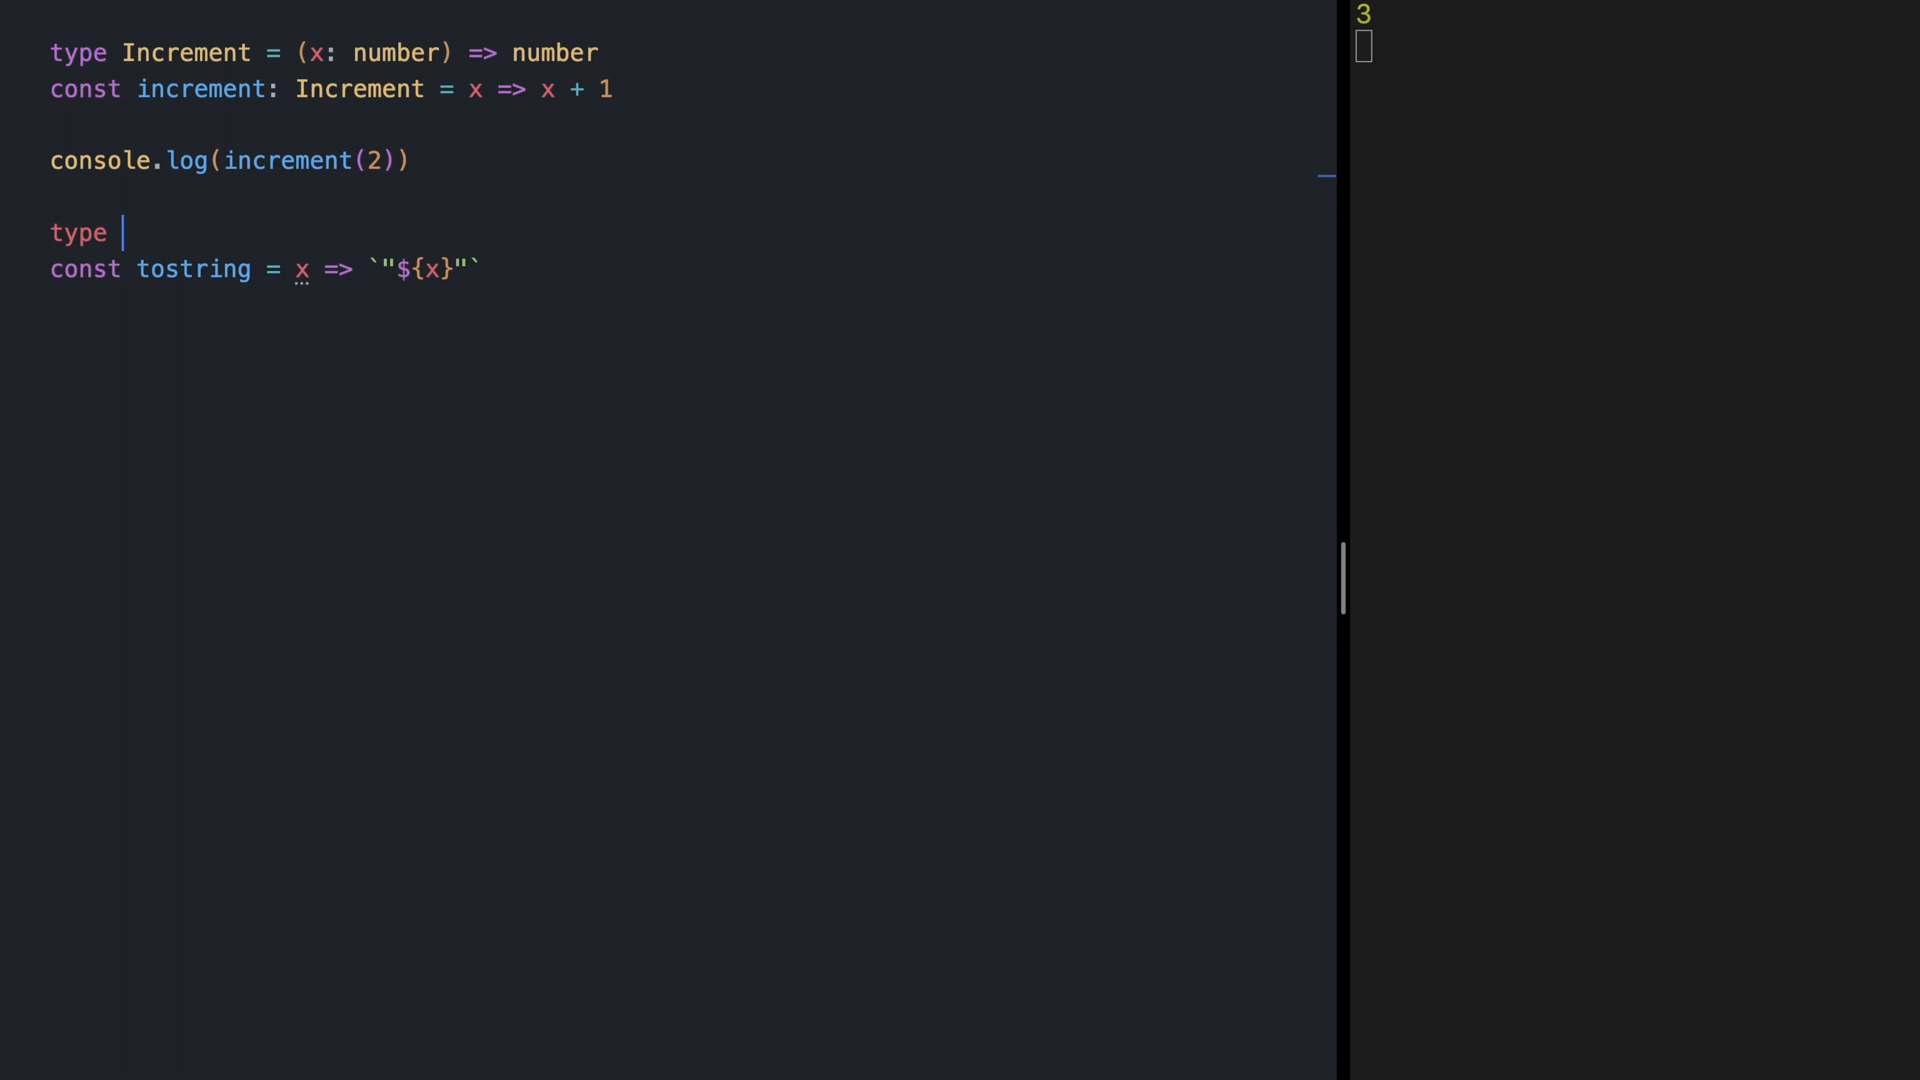 type Increment = (x: number) => number
const increment: Increment = x => x + 1
console.log(increment(2))
type
const tostring = x => `"${x}"`
3